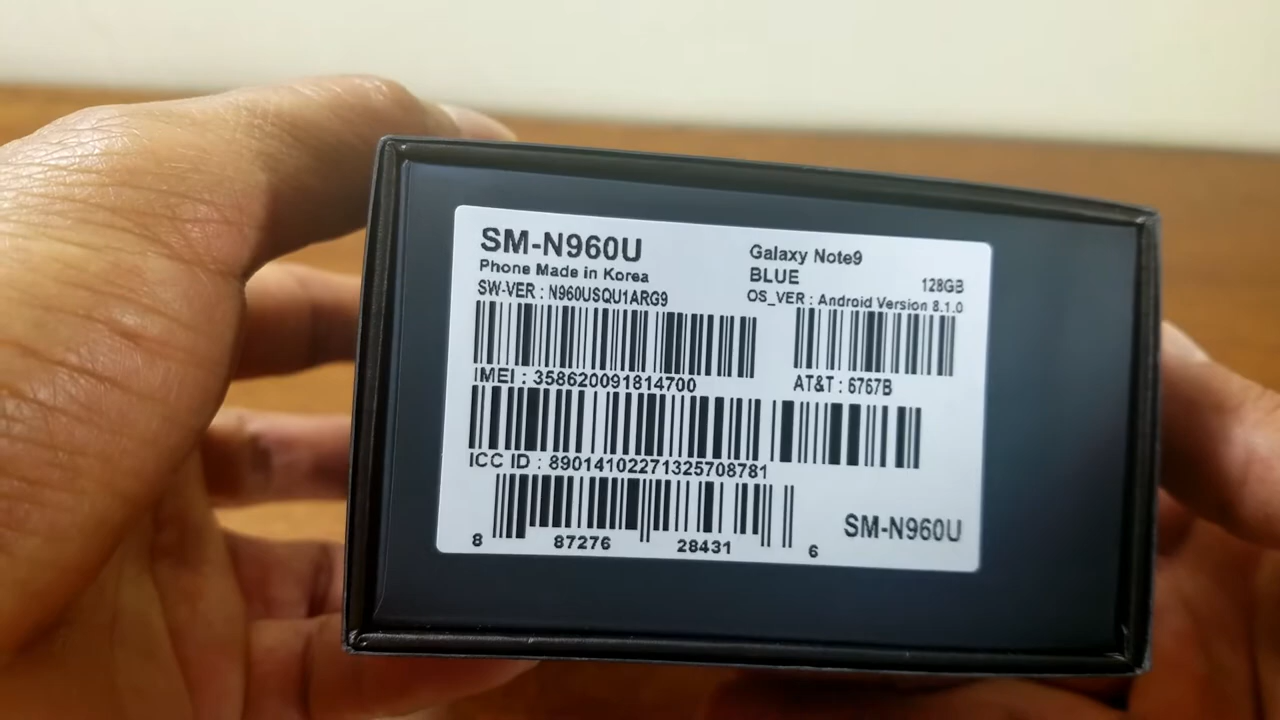 SM-N960U
Phone Made in Korea
SW-VER : N960USQU1ARG9
Galaxy Note9
BLUE 128GB
OS_VER : Android Version 8.1.0
IMEI : 358620091814700
AT&T : 6767B
ICC ID : 89014102271325708781
8 87276 28431 6
SM-N960U